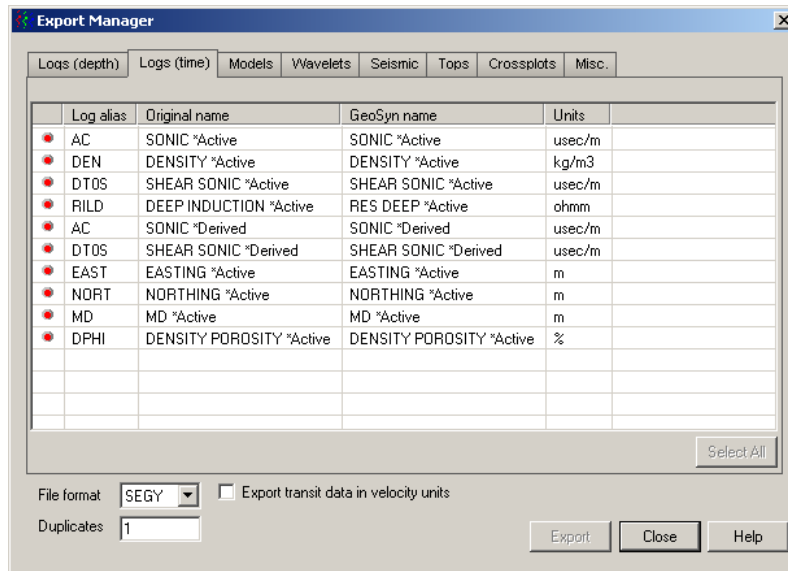 Export Manager
Logs (depth) Logs (time) Models Wavelets Seismic Tops Crossplots Misc.
Log alias Original name GeoSyn name Units
AC SONIC *Active SONIC *Active usec/m
DEN DENSITY *Active DENSITY *Active kg/m3
DT0S SHEAR SONIC *Active SHEAR SONIC *Active usec/m
RILD DEEP INDUCTION *Active RES DEEP *Active ohmm
AC SONIC *Derived SONIC *Derived usec/m
DT0S SHEAR SONIC *Derived SHEAR SONIC *Derived usec/m
EAST EASTING *Active EASTING *Active m
NORT NORTHING *Active NORTHING *Active m
MD MD *Active MD *Active m
DPHI DENSITY POROSITY *Active DENSITY POROSITY *Active %
Select All
File format SEGY Export transit data in velocity units
Duplicates 1
Export Close Help